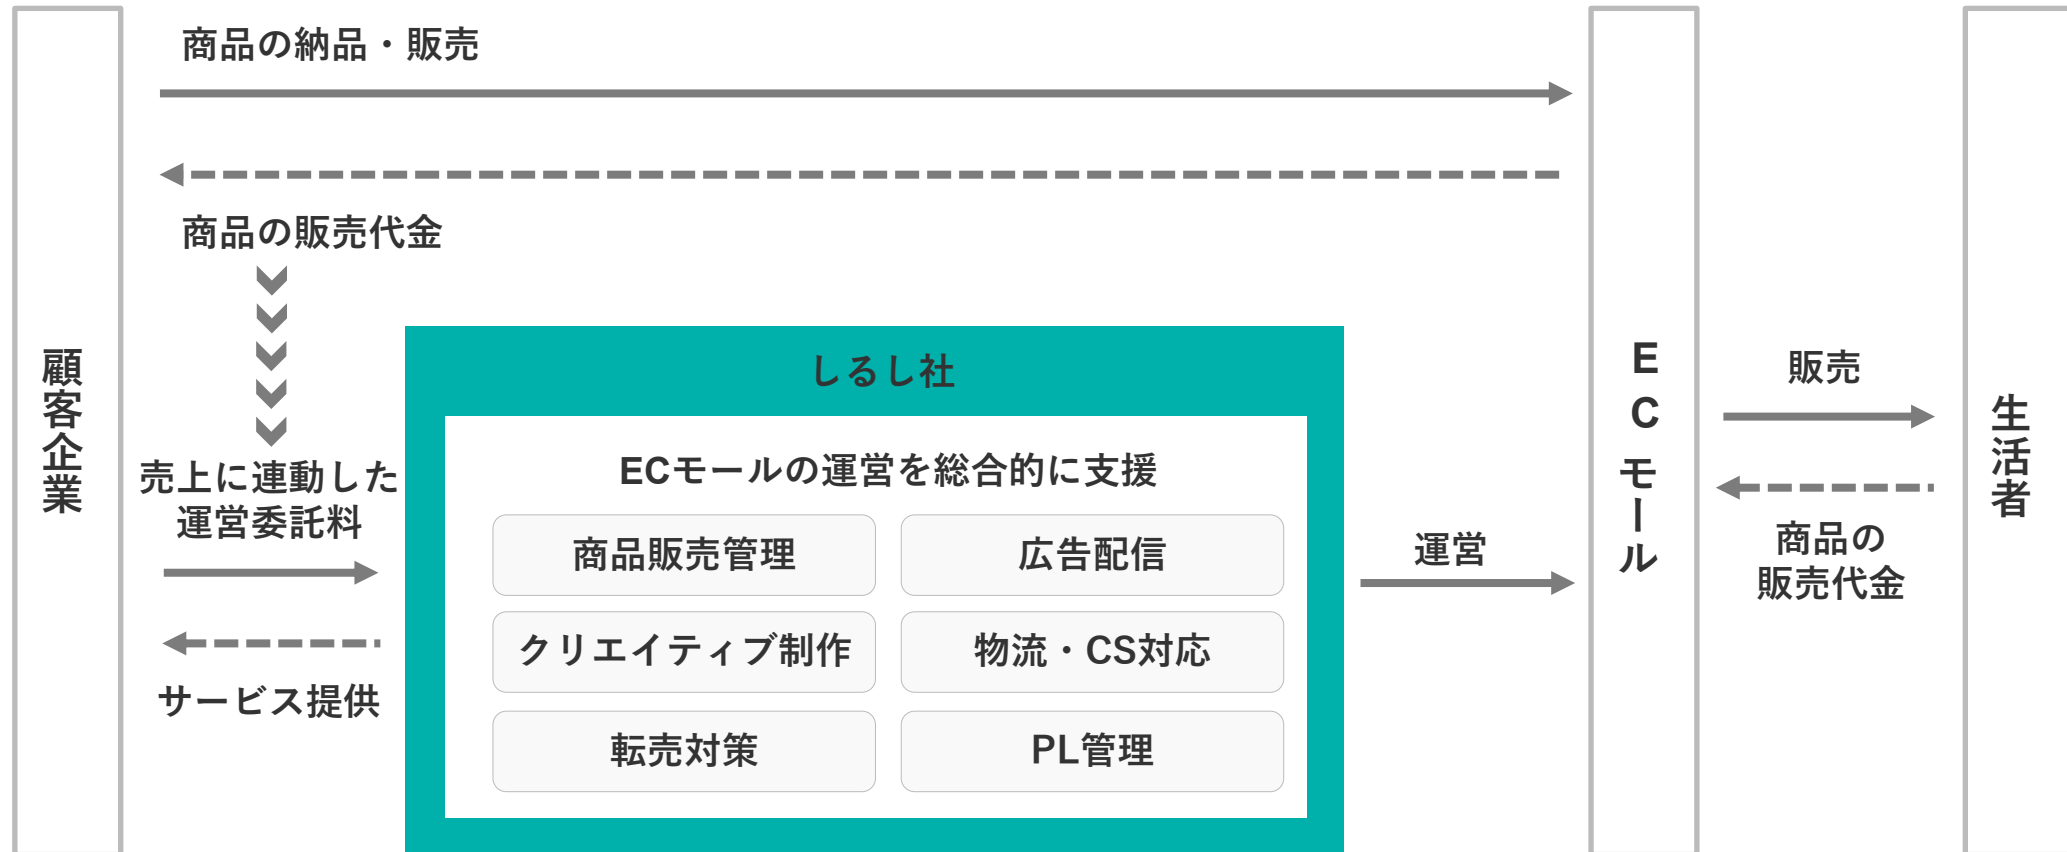 商品の納品・販売
商品の販売代金
顧客企業
売上に連動した
運営委託料
サービス提供
しるし社
ECモールの運営を総合的に支援
商品販売管理
広告配信
クリエイティブ制作
物流・CS対応
転売対策
PL管理
運営
ECモール
販売
商品の
販売代金
生活者